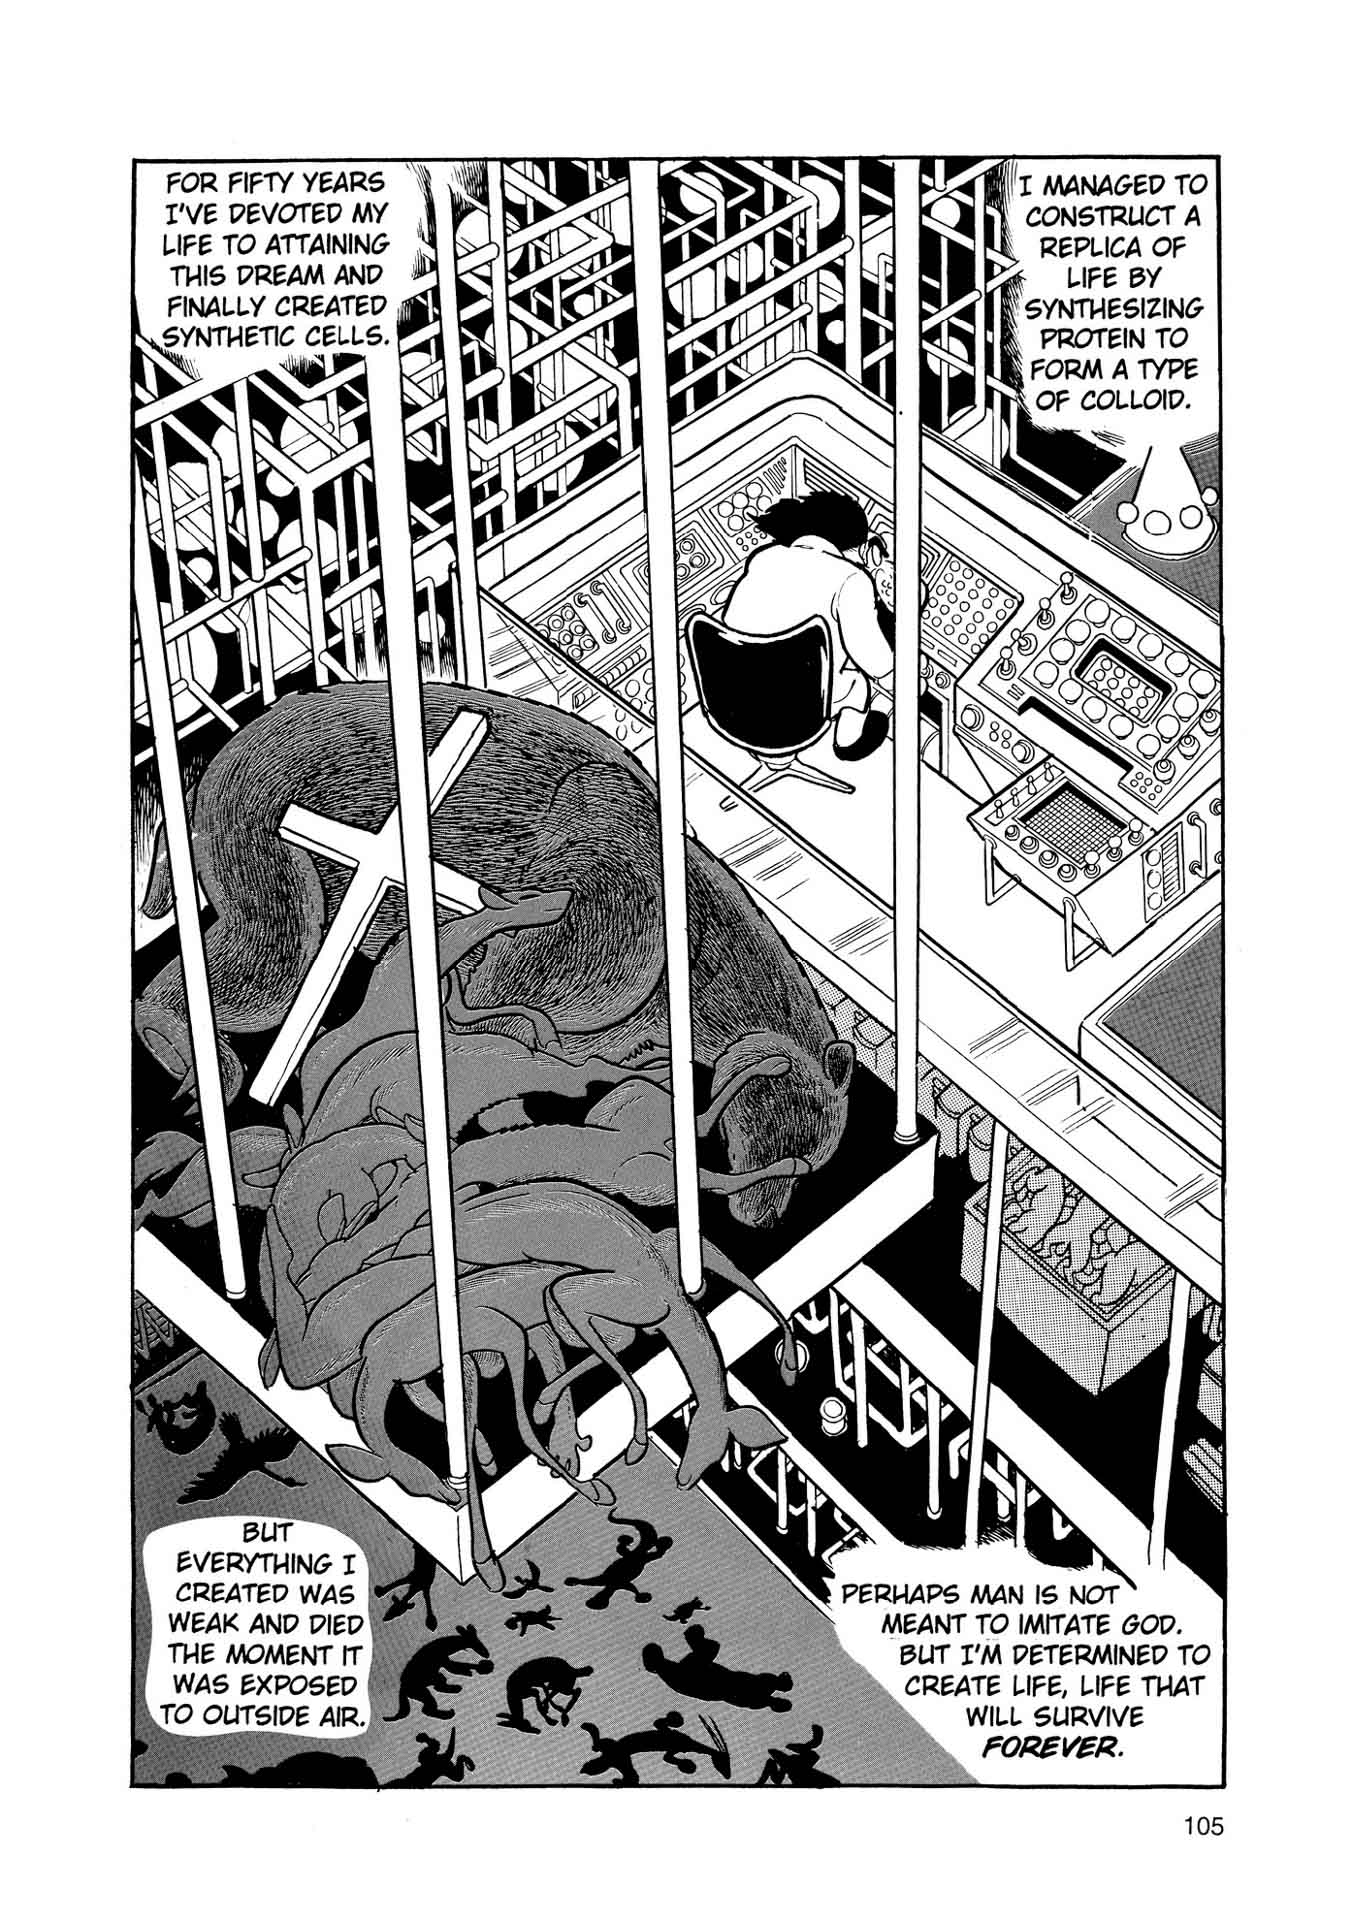 FOR FIFTY YEARS
I'VE DEVOTED MY
LIFE TO ATTAINING
THIS DREAM AND
FINALLY CREATED
SYNTHETIC CELLS.
I MANAGED TO
CONSTRUCT A
REPLICA OF
LIFE BY
SYNTHESIZING
PROTEIN TO
FORM A TYPE
OF COLLOID.
BUT
EVERYTHING I
CREATED WAS
WEAK AND DIED
THE MOMENT IT
WAS EXPOSED
TO OUTSIDE AIR.
PERHAPS MAN IS NOT
MEANT TO IMITATE GOD.
BUT I'M DETERMINED TO
CREATE LIFE, LIFE THAT
WILL SURVIVE
FOREVER.
105